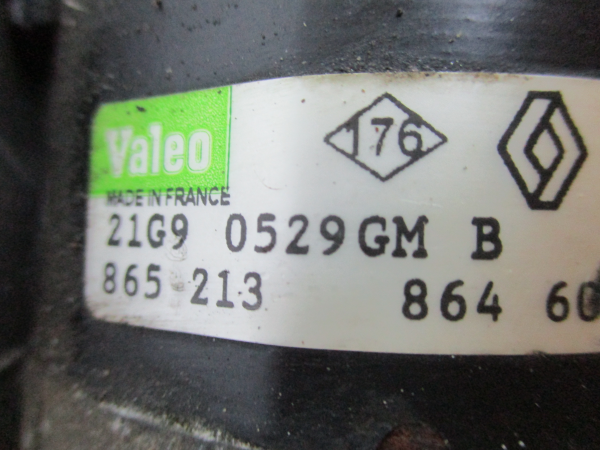 Valeo
176
MADE IN FRANCE
21G9 0529GM B
865 213 864 60